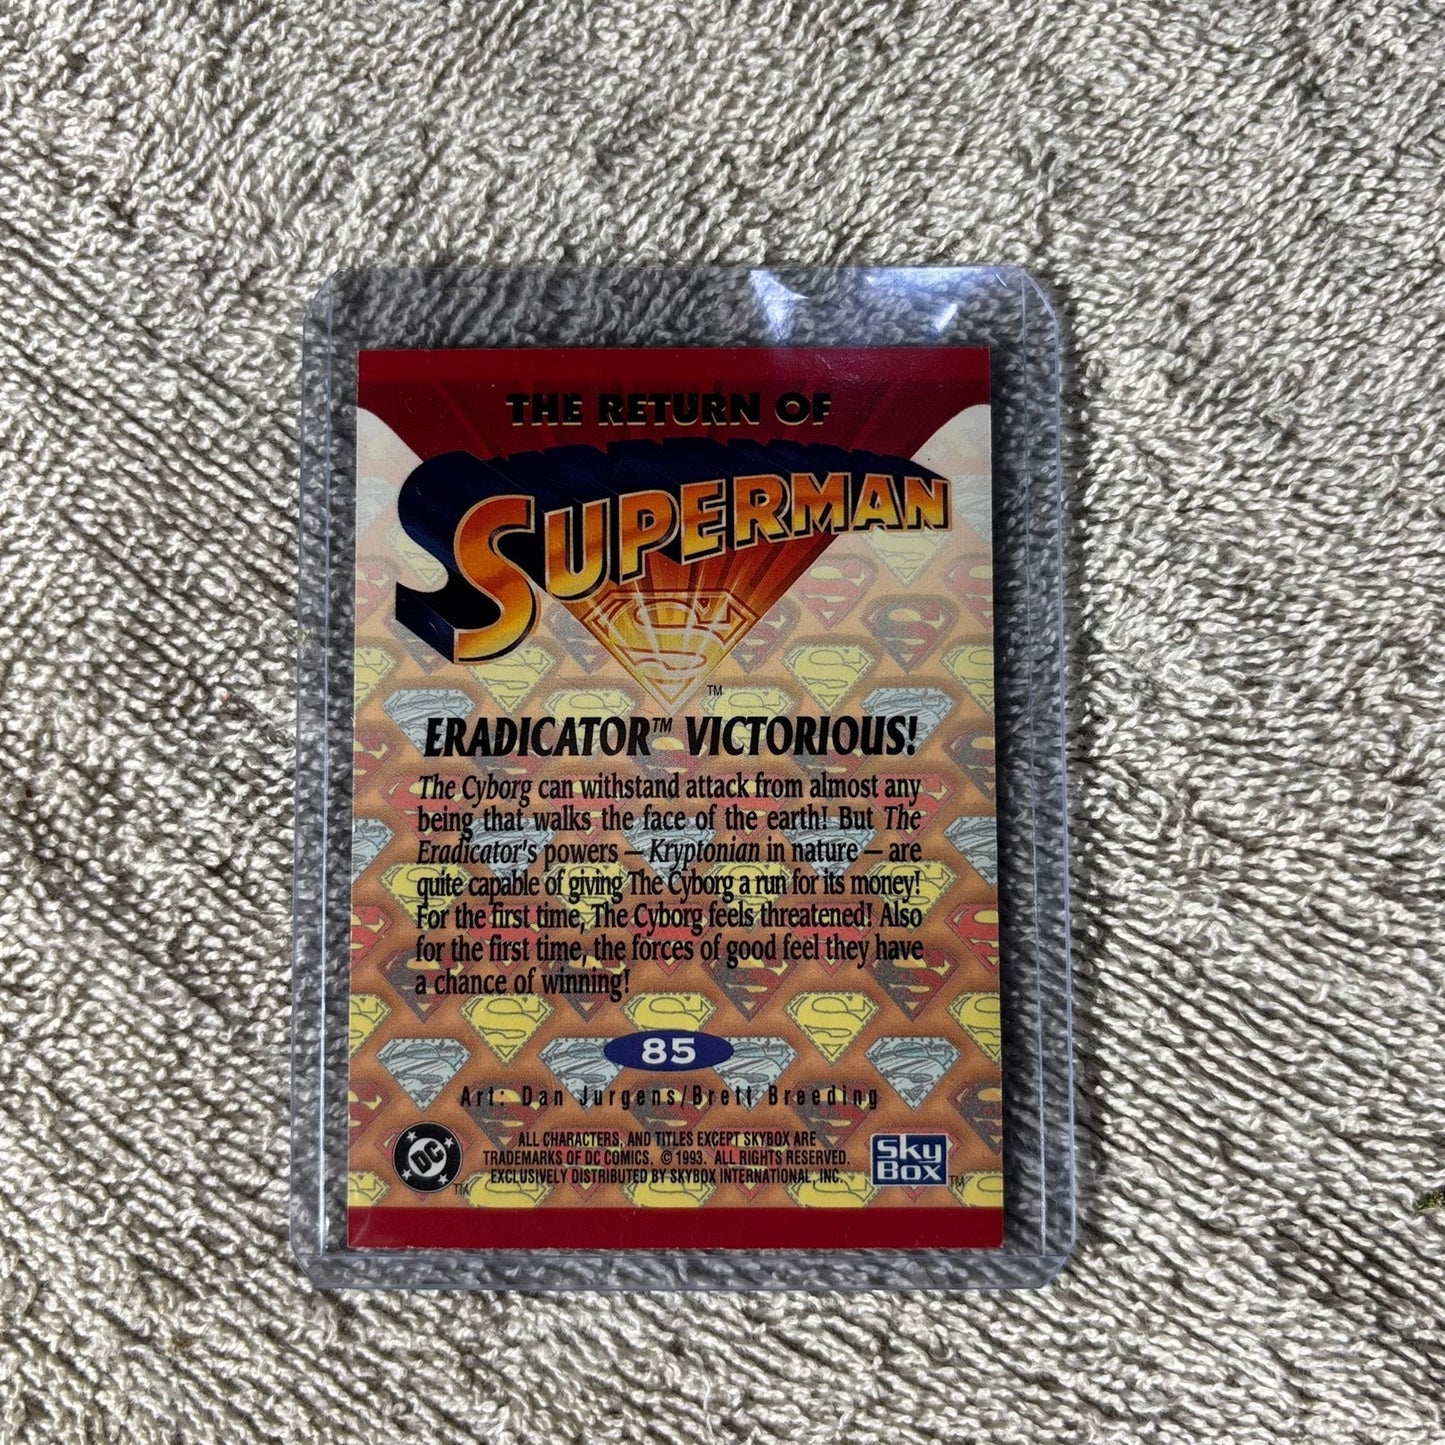 THE RETURN OF
SUPERMAN
TM
ERADICATOR™ VICTORIOUS!
The Cyborg can withstand attack from almost any
being that walks the face of the earth! But The
Eradicator's powers — Kryptonian in nature — are
quite capable of giving The Cyborg a run for its money!
For the first time, The Cyborg feels threatened! Also
for the first time, the forces of good feel they have
a chance of winning!
85
Art: Dan Jurgens/Brett Breeding
ALL CHARACTERS, AND TITLES EXCEPT SKYBOX ARE
TRADEMARKS OF DC COMICS. © 1993. ALL RIGHTS RESERVED.
EXCLUSIVELY DISTRIBUTED BY SKYBOX INTERNATIONAL, INC.
DC
TM
SKY
BOX
TM